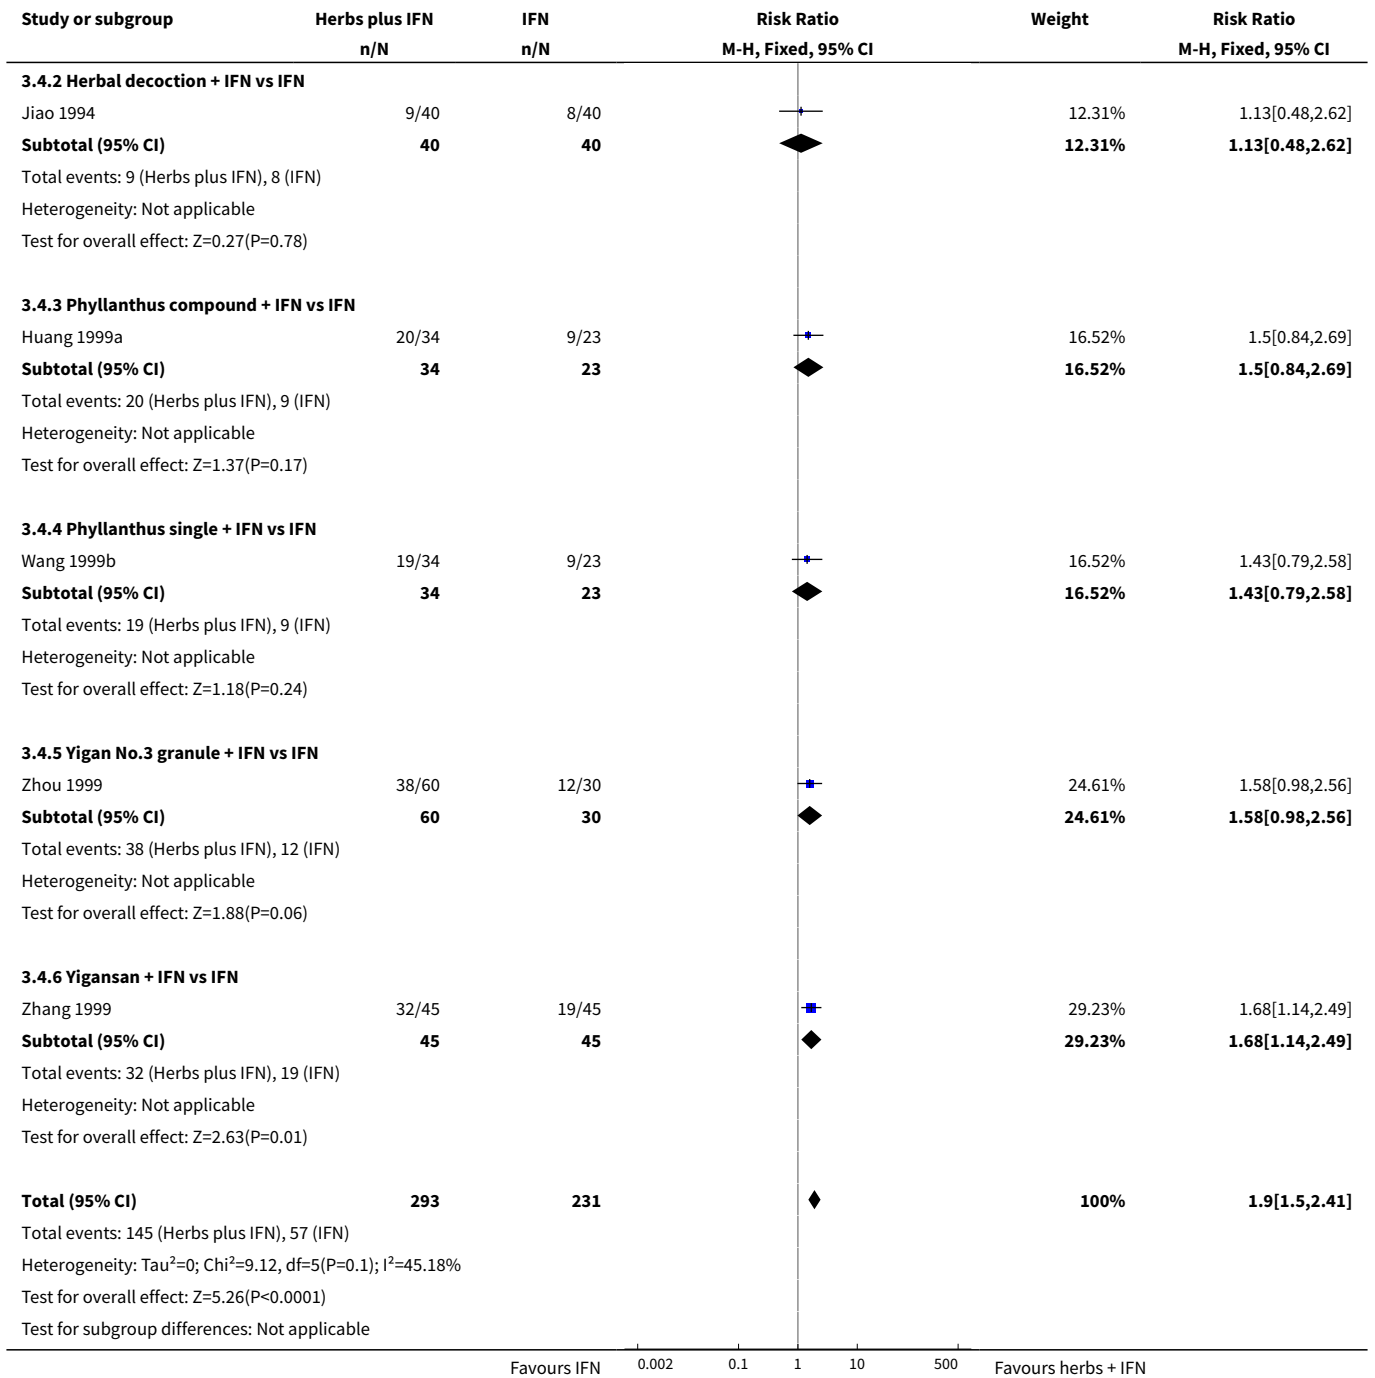 Study or subgroup Herbs plus IFN IFN Risk Ratio Weight Risk Ratio
n/N n/N M-H, Fixed, 95% CI M-H, Fixed, 95% CI
3.4.2 Herbal decoction + IFN vs IFN
Jiao 1994 9/40 8/40 12.31% 1.13[0.48,2.62]
Subtotal (95% CI) 40 40 12.31% 1.13[0.48,2.62]
Total events: 9 (Herbs plus IFN), 8 (IFN)
Heterogeneity: Not applicable
Test for overall effect: Z=0.27(P=0.78)
3.4.3 Phyllanthus compound + IFN vs IFN
Huang 1999a 20/34 9/23 16.52% 1.5[0.84,2.69]
Subtotal (95% CI) 34 23 16.52% 1.5[0.84,2.69]
Total events: 20 (Herbs plus IFN), 9 (IFN)
Heterogeneity: Not applicable
Test for overall effect: Z=1.37(P=0.17)
3.4.4 Phyllanthus single + IFN vs IFN
Wang 1999b 19/34 9/23 16.52% 1.43[0.79,2.58]
Subtotal (95% CI) 34 23 16.52% 1.43[0.79,2.58]
Total events: 19 (Herbs plus IFN), 9 (IFN)
Heterogeneity: Not applicable
Test for overall effect: Z=1.18(P=0.24)
3.4.5 Yigan No.3 granule + IFN vs IFN
Zhou 1999 38/60 12/30 24.61% 1.58[0.98,2.56]
Subtotal (95% CI) 60 30 24.61% 1.58[0.98,2.56]
Total events: 38 (Herbs plus IFN), 12 (IFN)
Heterogeneity: Not applicable
Test for overall effect: Z=1.88(P=0.06)
3.4.6 Yigansan + IFN vs IFN
Zhang 1999 32/45 19/45 29.23% 1.68[1.14,2.49]
Subtotal (95% CI) 45 45 29.23% 1.68[1.14,2.49]
Total events: 32 (Herbs plus IFN), 19 (IFN)
Heterogeneity: Not applicable
Test for overall effect: Z=2.63(P=0.01)
Total (95% CI) 293 231 100% 1.9[1.5,2.41]
Total events: 145 (Herbs plus IFN), 57 (IFN)
Heterogeneity: Tau²=0; Chi²=9.12, df=5(P=0.1); I²=45.18%
Test for overall effect: Z=5.26(P<0.0001)
Test for subgroup differences: Not applicable
Favours IFN 0.002 0.1 1 10 500 Favours herbs + IFN